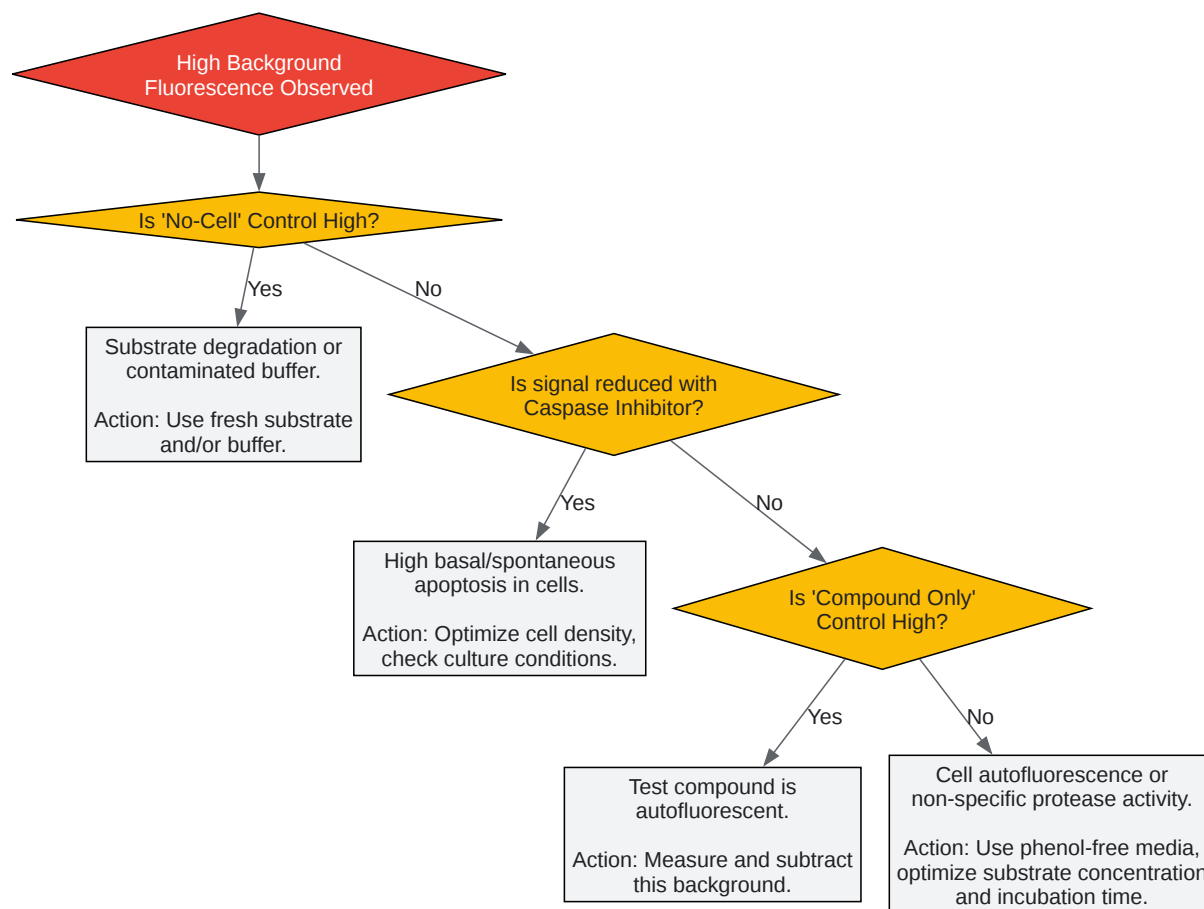 High Background
Fluorescence Observed
Is 'No-Cell' Control High?
Yes
No
Substrate degradation or
contaminated buffer.
Action: Use fresh substrate
and/or buffer.
Is signal reduced with
Caspase Inhibitor?
Yes
No
High basal/spontaneous
apoptosis in cells.
Action: Optimize cell density,
check culture conditions.
Is 'Compound Only'
Control High?
Yes
No
Test compound is
autofluorescent.
Action: Measure and subtract
this background.
Cell autofluorescence or
non-specific protease activity.
Action: Use phenol-free media,
optimize substrate concentration
and incubation time.